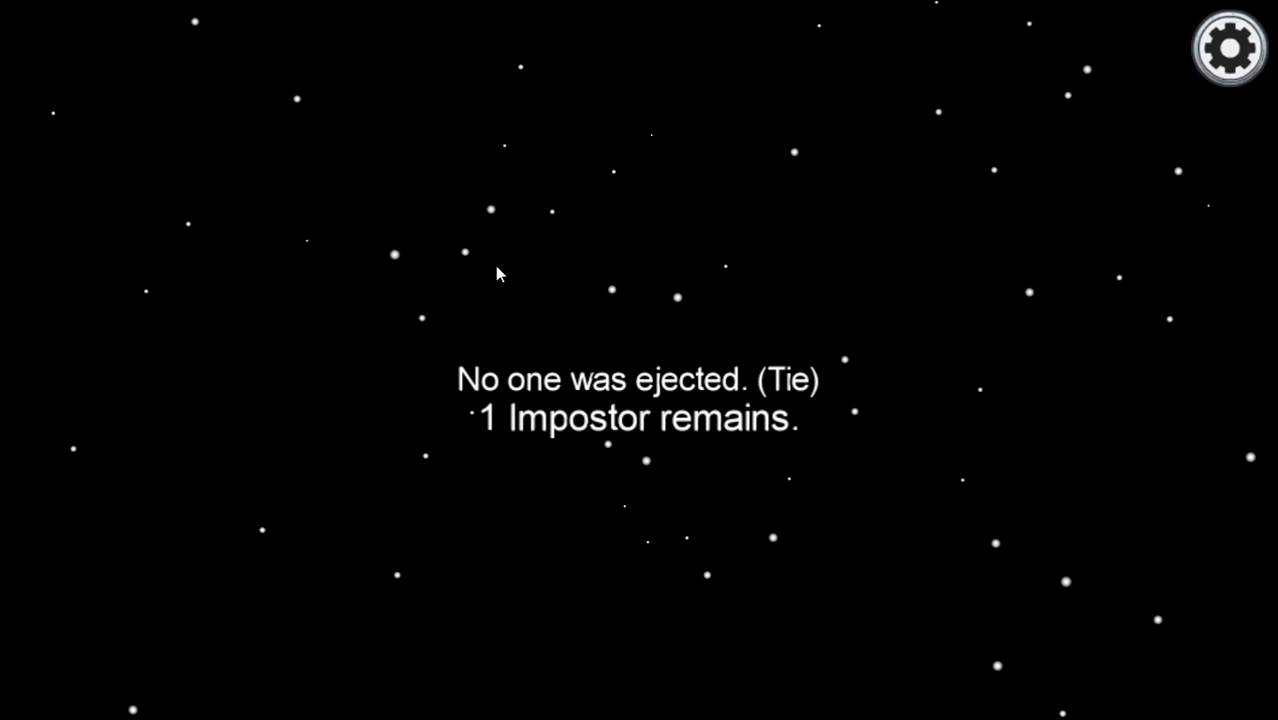 No one was ejected. (Tie)
1 Impostor remains.